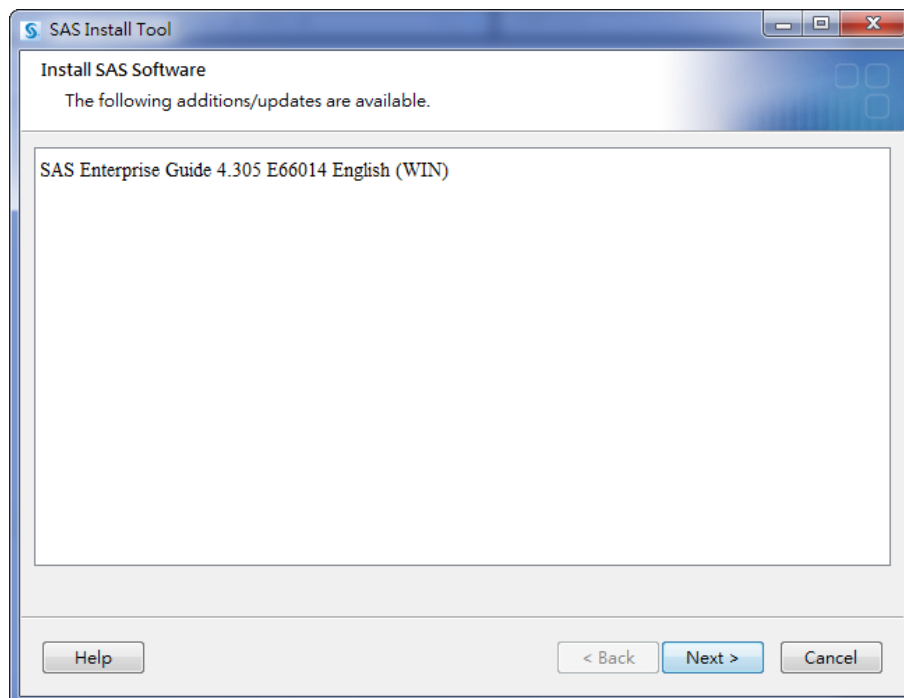 SAS Install Tool
Install SAS Software
The following additions/updates are available.
SAS Enterprise Guide 4.305 E66014 English (WIN)
Help
< Back
Next >
Cancel